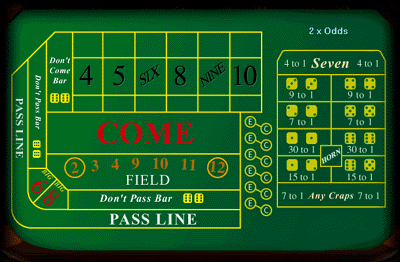 2 x Odds
Don't Come Bar
4 5 SIX 8 NINE 10
4 to 1 Seven 4 to 1
9 to 1 9 to 1
7 to 1 7 to 1
30 to 1 HORN 30 to 1
15 to 1 15 to 1
7 to 1 Any Craps 7 to 1
Don't Pass Bar
PASS LINE
COME
E C
E C
E C
E C
E C
E C
2 3 4 9 10 11 12
FIELD
BIG BIG
6 8
Don't Pass Bar
PASS LINE